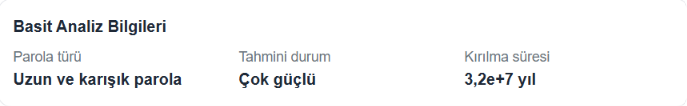 Basit Analiz Bilgileri
Parola türü Tahmini durum Kırılma süresi
Uzun ve karışık parola Çok güçlü 3,2e+7 yıl